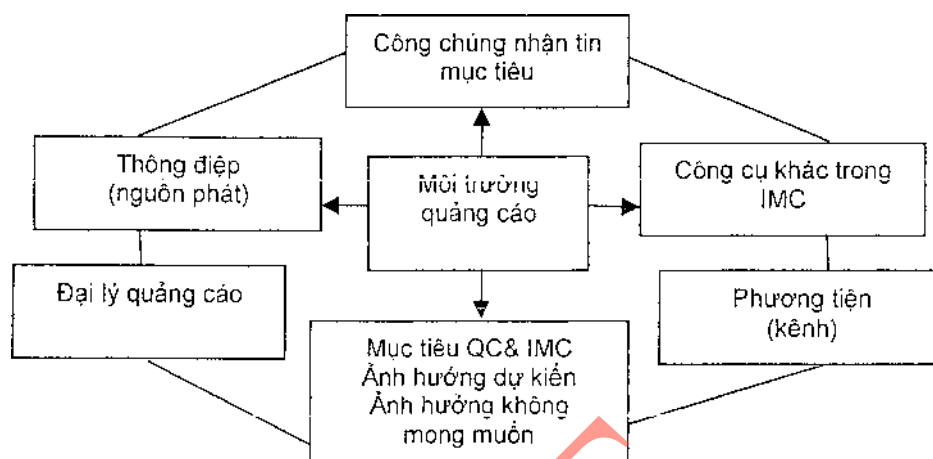 Công chúng nhận tin
mục tiêu
Thông điệp
(nguồn phát)
Môi trường
quảng cáo
Công cụ khác trong
IMC
Đại lý quảng cáo
Phương tiện
(kênh)
Mục tiêu QC& IMC
Ảnh hưởng dự kiến
Ảnh hưởng không
mong muốn